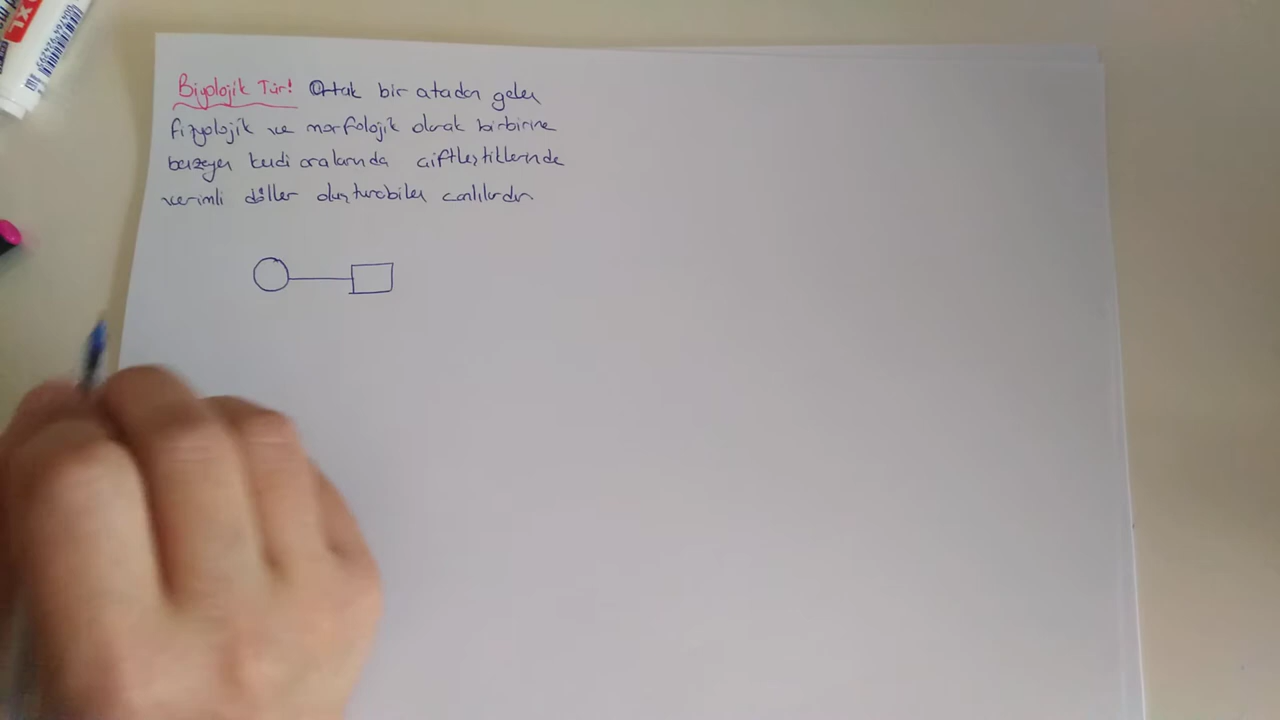 XL
Biyolojik Tür! Ortak bir atadan gelen
fizyolojik ve morfolojik olarak birbirine
benzeyen kendi aralarında çiftleştiklerinde
verimli döller oluşturabilen canlılardır.